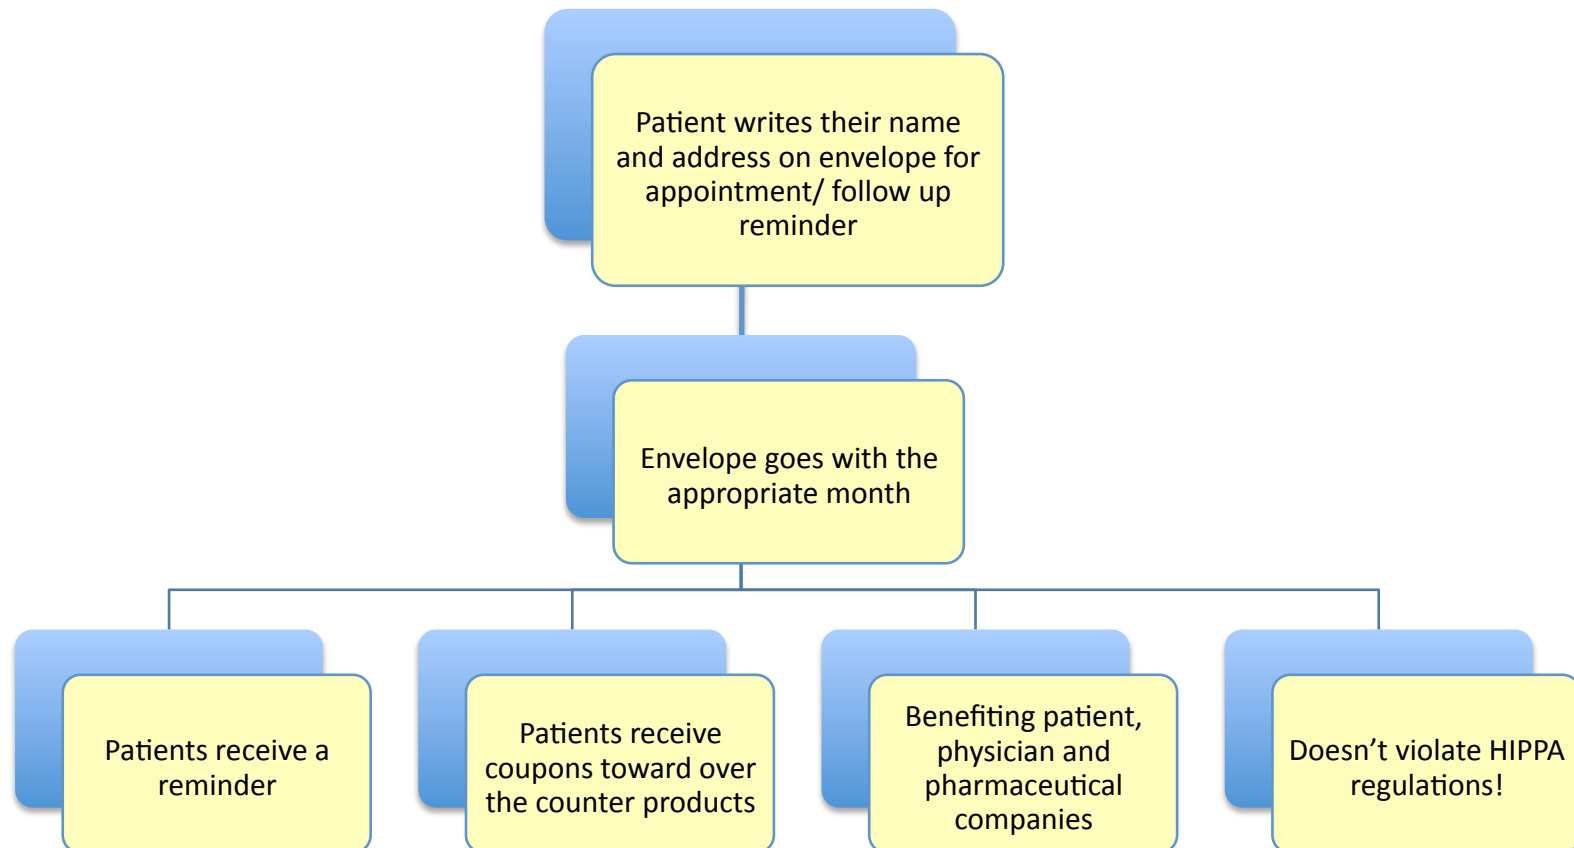 Patient writes their name
and address on envelope for
appointment/ follow up
reminder
Envelope goes with the
appropriate month
Patients receive a
reminder
Patients receive
coupons toward over
the counter products
Benefiting patient,
physician and
pharmaceutical
companies
Doesn’t violate HIPPA
regulations!